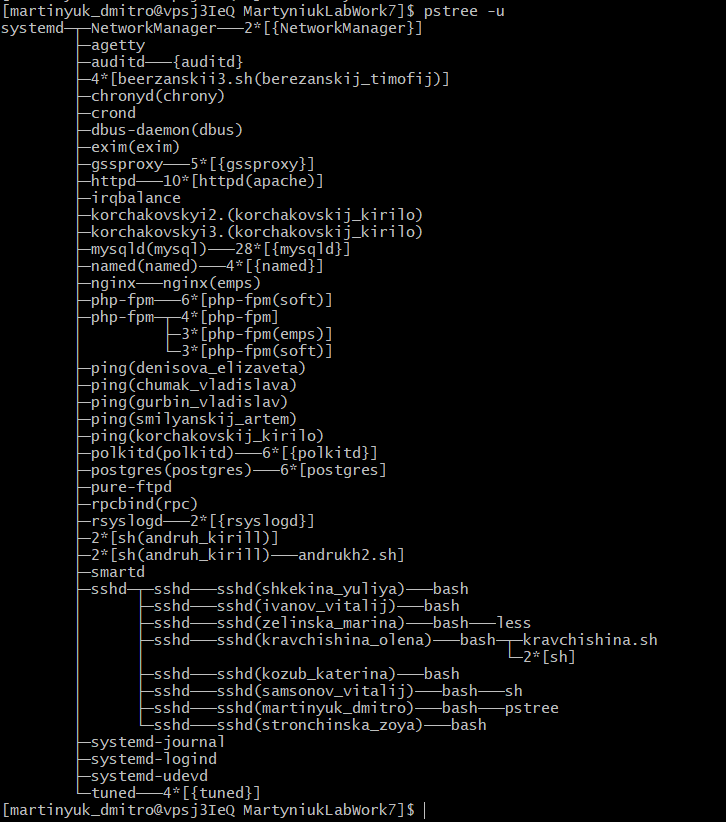 [martinyuk_dmitro@vpsj3IeQ MartyniukLabWork7]$ pstree -u
systemd─┬─NetworkManager───2*[{NetworkManager}]
        ├─agetty
        ├─auditd───{auditd}
        ├─4*[beerzanskii3.sh(berezanskij_timofij)]
        ├─chronyd(chrony)
        ├─crond
        ├─dbus-daemon(dbus)
        ├─exim(exim)
        ├─gssproxy───5*[{gssproxy}]
        ├─httpd───10*[httpd(apache)]
        ├─irqbalance
        ├─korchakovskyi2.(korchakovskij_kirilo)
        ├─korchakovskyi3.(korchakovskij_kirilo)
        ├─mysqld(mysql)───28*[{mysqld}]
        ├─named(named)───4*[{named}]
        ├─nginx───nginx(emps)
        ├─php-fpm───6*[php-fpm(soft)]
        ├─php-fpm─┬─4*[php-fpm]
        │         ├─3*[php-fpm(emps)]
        │         └─3*[php-fpm(soft)]
        ├─ping(denisova_elizaveta)
        ├─ping(chumak_vladislava)
        ├─ping(gurbin_vladislav)
        ├─ping(smilyanskij_artem)
        ├─ping(korchakovskij_kirilo)
        ├─polkitd(polkitd)───6*[{polkitd}]
        ├─postgres(postgres)───6*[postgres]
        ├─pure-ftpd
        ├─rpcbind(rpc)
        ├─rsyslogd───2*[{rsyslogd}]
        ├─2*[sh(andruh_kirill)]
        ├─2*[sh(andruh_kirill)───andrukh2.sh]
        ├─smartd
        ├─sshd─┬─sshd───sshd(shkekina_yuliya)───bash
        │      ├─sshd───sshd(ivanov_vitalij)───bash
        │      ├─sshd───sshd(zelinska_marina)───bash───less
        │      ├─sshd───sshd(kravchishina_olena)───bash─┬─kravchishina.sh
        │      │                                        └─2*[sh]
        │      ├─sshd───sshd(kozub_katerina)───bash
        │      ├─sshd───sshd(samsonov_vitalij)───bash───sh
        │      ├─sshd───sshd(martinyuk_dmitro)───bash───pstree
        │      └─sshd───sshd(stronchinska_zoya)───bash
        ├─systemd-journal
        ├─systemd-logind
        ├─systemd-udevd
        └─tuned───4*[{tuned}]
[martinyuk_dmitro@vpsj3IeQ MartyniukLabWork7]$